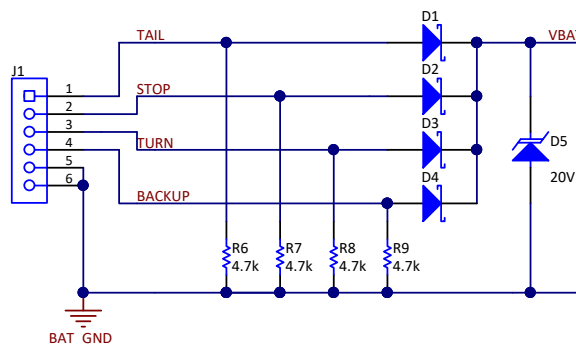 TAIL
D1
VBAT
J1
D2
1
STOP
2
3
TURN
D3
4
D5
5
D4
20V
6
BACKUP
R6
4.7k
R7
4.7k
R8
4.7k
R9
4.7k
BAT GND